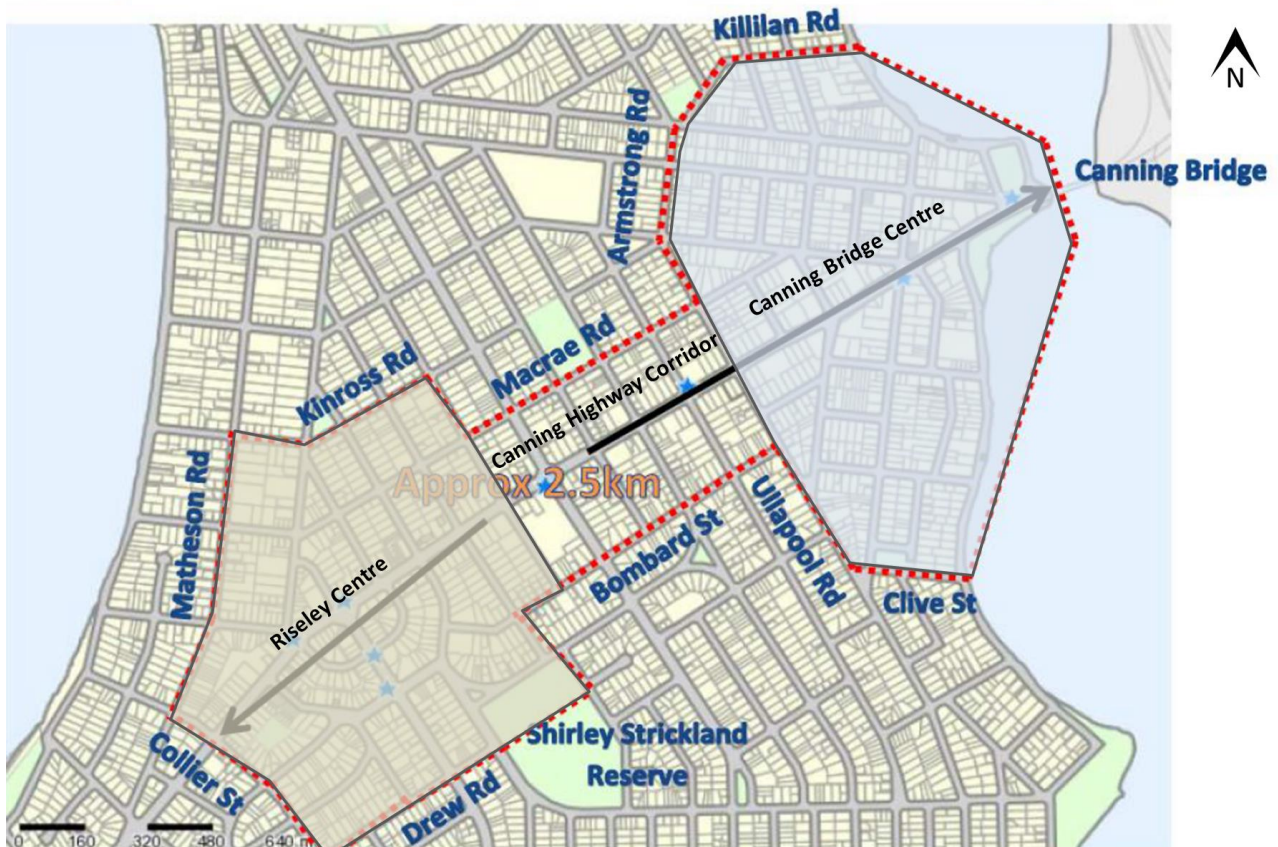 Killilan Rd
N
Armstrong Rd
Canning Bridge
Canning Bridge Centre
Macrae Rd
Kinross Rd
Canning Highway Corridor
Approx 2.5km
Matheson Rd
Ullapool Rd
Bombard St
Riseley Centre
Clive St
Shirley Strickland
Reserve
Collier St
Drew Rd
0 160 320 480 640 m